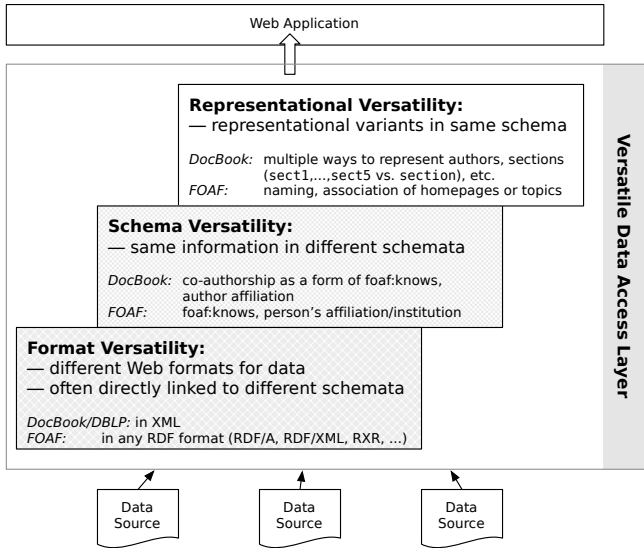 Web Application
Representational Versatility:
— representational variants in same schema
DocBook: multiple ways to represent authors, sections
(sect1,...,sect5 vs. section), etc.
FOAF: naming, association of homepages or topics
Schema Versatility:
— same information in different schemata
DocBook: co-authorship as a form of foaf:knows,
author affiliation
FOAF: foaf:knows, person's affiliation/institution
Format Versatility:
— different Web formats for data
— often directly linked to different schemata
DocBook/DBLP: in XML
FOAF: in any RDF format (RDF/A, RDF/XML, RXR, ...)
Versatile Data Access Layer
Data
Source
Data
Source
Data
Source